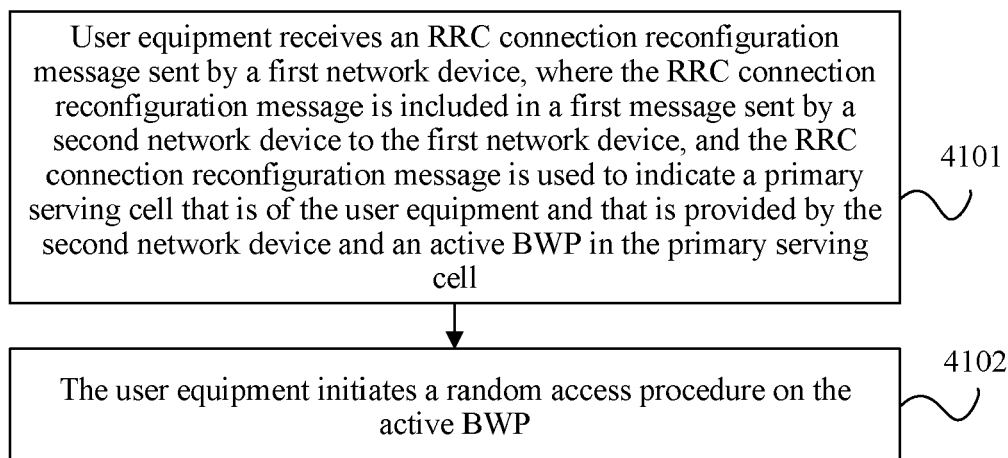 User equipment receives an RRC connection reconfiguration
message sent by a first network device, where the RRC connection
reconfiguration message is included in a first message sent by a
second network device to the first network device, and the RRC
connection reconfiguration message is used to indicate a primary
serving cell that is of the user equipment and that is provided by the
second network device and an active BWP in the primary serving
cell
4101
The user equipment initiates a random access procedure on the
active BWP
4102